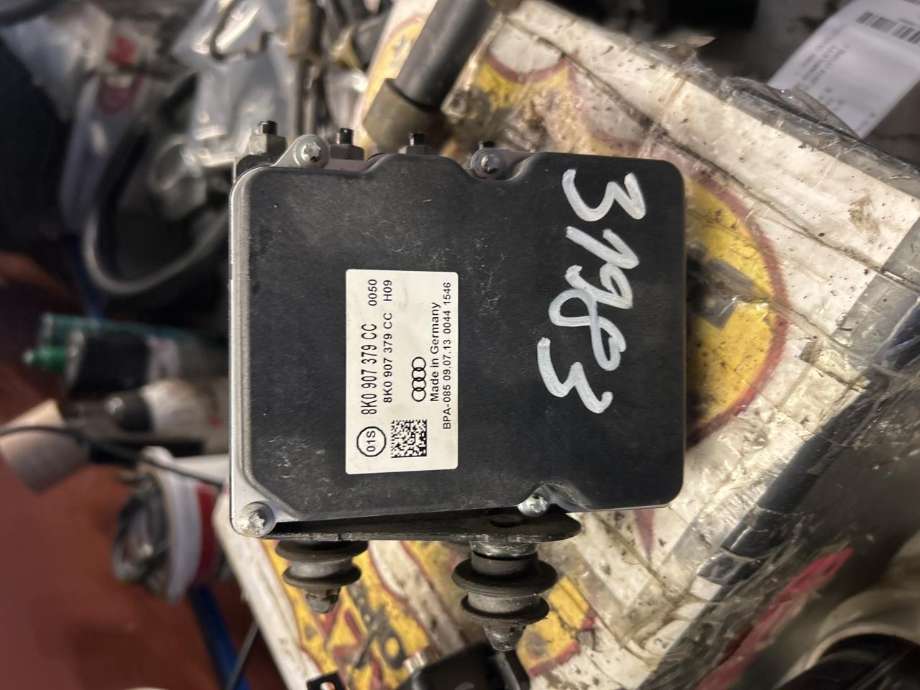 8K0 907 379 CC 0050
8K0 907 379 CC H09
01S
Made in Germany
BPA-085 09.07.13 0044 1546
31983